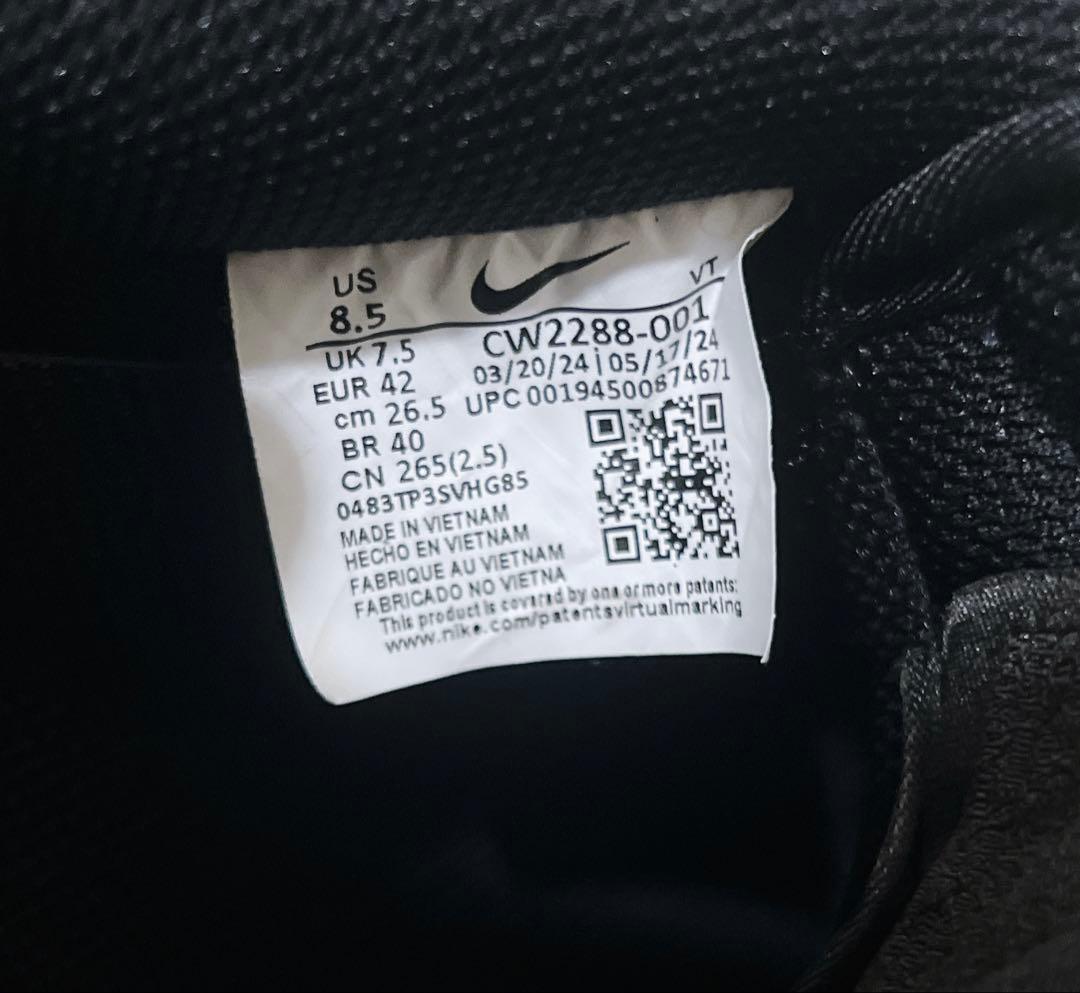 US
8.5
VT
UK 7.5
CW2288-001
EUR 42
03/20/24|05/17/24
cm 26.5
UPC 00194500874671
BR 40
CN 265(2.5)
0483TP3SVHG85
MADE IN VIETNAM
HECHO EN VIETNAM
FABRIQUE AU VIETNAM
FABRICADO NO VIETNA
This product is covered by one or more patents:
www.nike.com/patentsvirtualmarking